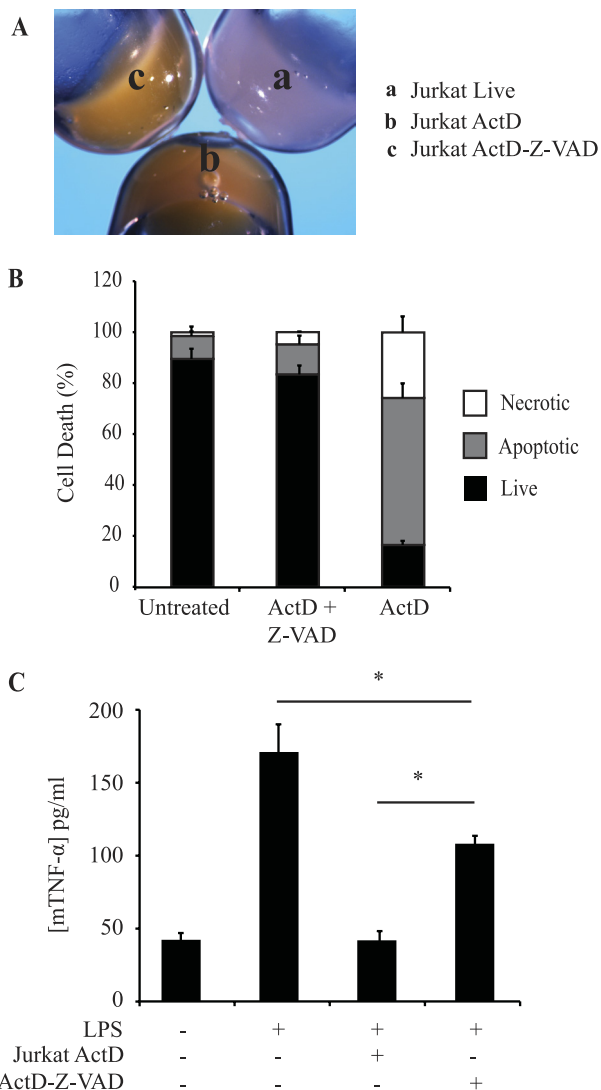 A
c
a
b
a Jurkat Live
b Jurkat ActD
c Jurkat ActD-Z-VAD
B
Cell Death (%)
120
100
80
60
40
20
0
Untreated
ActD +
Z-VAD
ActD
Necrotic
Apoptotic
Live
C
[mTNF-α] pg/ml
200
150
100
50
0
*
*
LPS - + + +
Jurkat ActD - - + -
ActD-Z-VAD - - - +